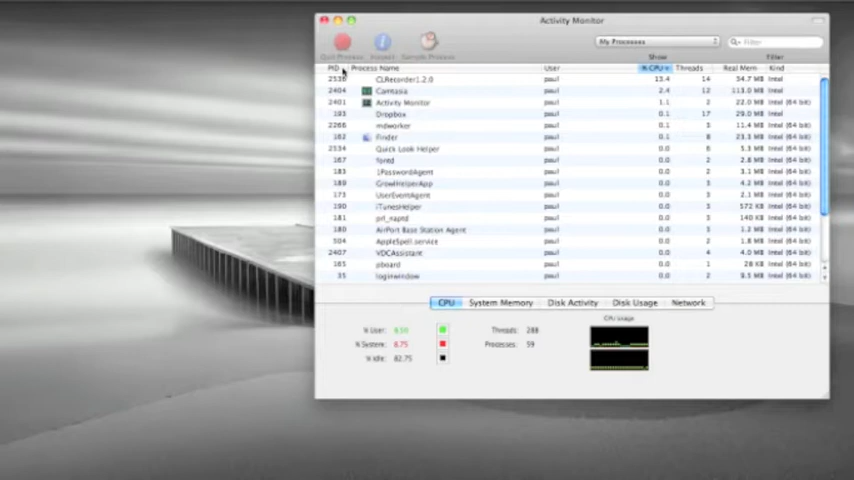 Activity Monitor
My Processes Filter
Quit Process Inspect Sample Process Show Filter
PID Process Name User % CPU Threads Real Mem Kind
2536 CLRecorder1.2.0 paul 13.4 14 34.7 MB Intel
2404 Camtasia paul 2.4 12 113.0 MB Intel
2401 Activity Monitor paul 1.1 2 22.0 MB Intel (64 bit)
193 Dropbox paul 0.1 17 29.0 MB Intel
2266 mdworker paul 0.1 3 11.4 MB Intel (64 bit)
162 Finder paul 0.1 8 23.3 MB Intel (64 bit)
2534 Quick Look Helper paul 0.0 6 5.3 MB Intel (64 bit)
167 fontd paul 0.0 2 2.8 MB Intel (64 bit)
183 1PasswordAgent paul 0.0 2 3.1 MB Intel (64 bit)
189 GrowlHelperApp paul 0.0 3 4.2 MB Intel (64 bit)
173 UserEventAgent paul 0.0 3 2.1 MB Intel (64 bit)
190 iTunesHelper paul 0.0 3 572 KB Intel (64 bit)
181 prl_naptd paul 0.0 3 140 KB Intel (64 bit)
180 AirPort Base Station Agent paul 0.0 3 1.2 MB Intel (64 bit)
504 AppleSpell.service paul 0.0 2 1.8 MB Intel (64 bit)
2407 VDCAssistant paul 0.0 4 4.0 MB Intel (64 bit)
165 pboard paul 0.0 1 28 KB Intel (64 bit)
35 loginwindow paul 0.0 2 9.5 MB Intel (64 bit)
CPU System Memory Disk Activity Disk Usage Network
CPU Usage
% User: 8.50 Threads: 288
% System: 8.75 Processes: 59
% Idle: 82.75